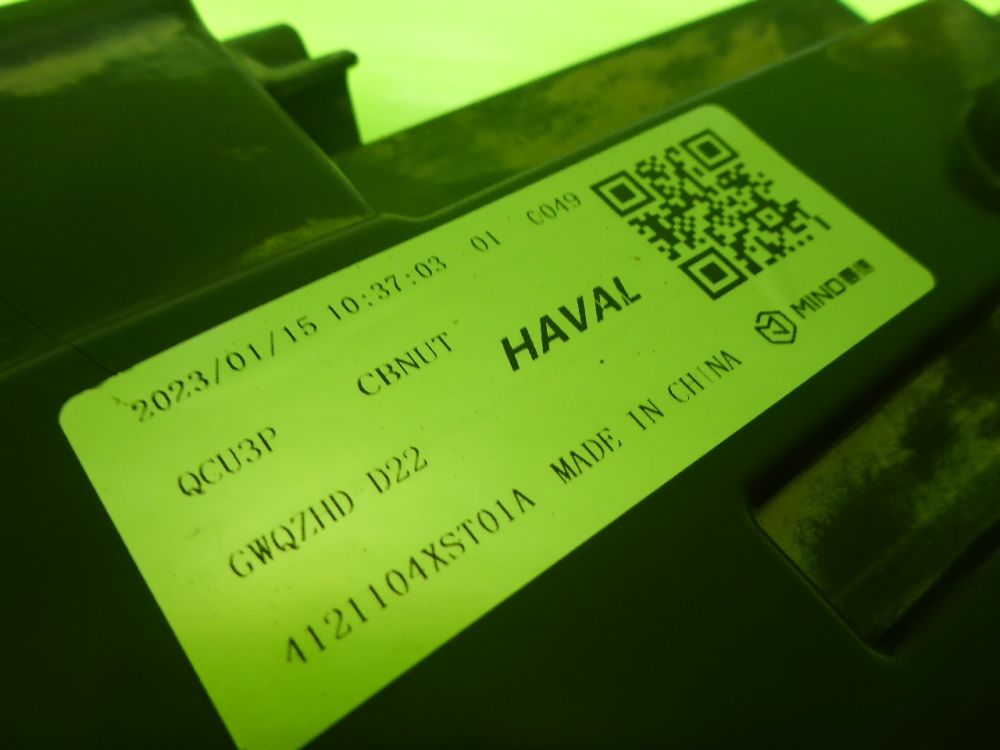 2023/01/15 10:37:03 01 C049
CBNUT HAVAL
QCU3P
GWQZHD D22
4121104XST01A MADE IN CHINA
MIND